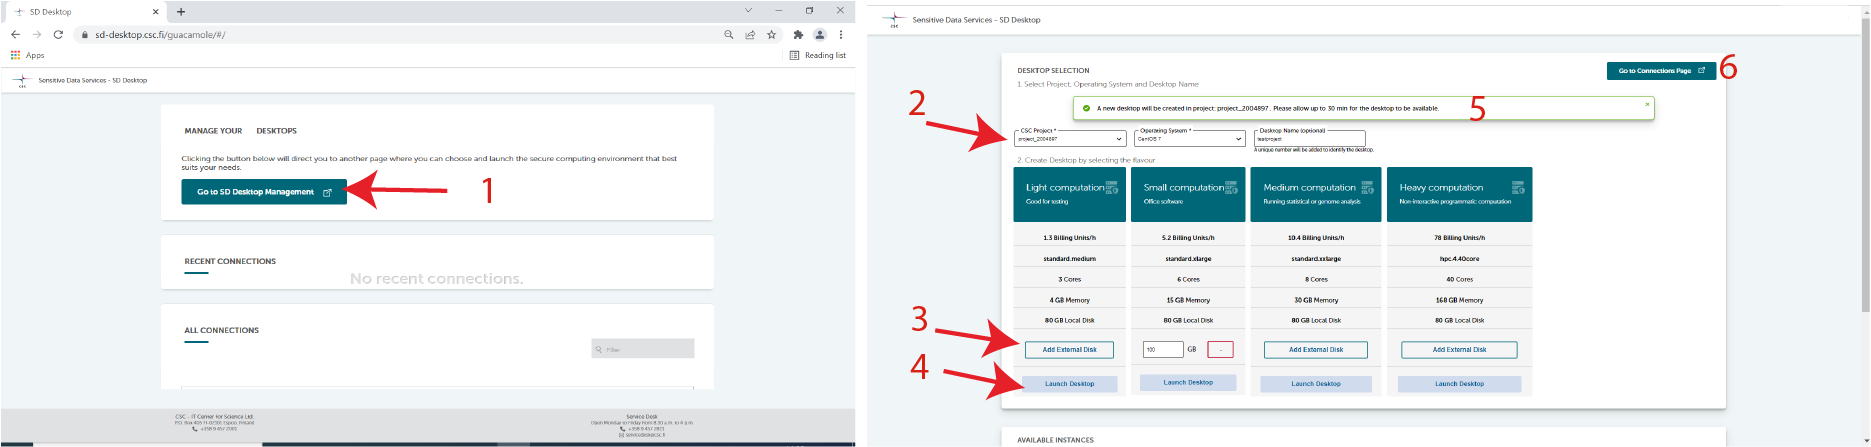 SD Desktop
sd-desktop.csc.fi/guacamole/#/
Apps
Reading list
CSC
Sensitive Data Services - SD Desktop
MANAGE YOUR DESKTOPS
Clicking the button below will direct you to another page where you can choose and launch the secure computing environment that best
suits your needs.
Go to SD Desktop Management
1
RECENT CONNECTIONS
No recent connections.
ALL CONNECTIONS
Filter
CSC - IT Center for Science Ltd.
P.O. Box 405 FI-02101 Espoo, Finland
+358 9 457 2001
Service Desk
Open Monday to Friday from 8.30 a.m. to 4 p.m.
+358 9 457 2821
servicedesk@csc.fi
CSC
Sensitive Data Services - SD Desktop
DESKTOP SELECTION
Go to Connections Page
6
1. Select Project, Operating System and Desktop Name
2
A new desktop will be created in project: project_2004897 . Please allow up to 30 min for the desktop to be available.
5
CSC Project *
project_2004897
Operating System *
CentOS 7
Desktop Name (optional)
testproject
A unique number will be added to identify the desktop.
2. Create Desktop by selecting the flavour
Light computation
Good for testing
1.3 Billing Units/h
standard.medium
3 Cores
4 GB Memory
80 GB Local Disk
3
Add External Disk
4
Launch Desktop
Small computation
Office software
5.2 Billing Units/h
standard.xlarge
6 Cores
15 GB Memory
80 GB Local Disk
100 GB -
Launch Desktop
Medium computation
Running statistical or genome analysis
10.4 Billing Units/h
standard.xxlarge
8 Cores
30 GB Memory
80 GB Local Disk
Add External Disk
Launch Desktop
Heavy computation
Non-interactive programmatic computation
78 Billing Units/h
hpc.4.40core
40 Cores
168 GB Memory
80 GB Local Disk
Add External Disk
Launch Desktop
AVAILABLE INSTANCES